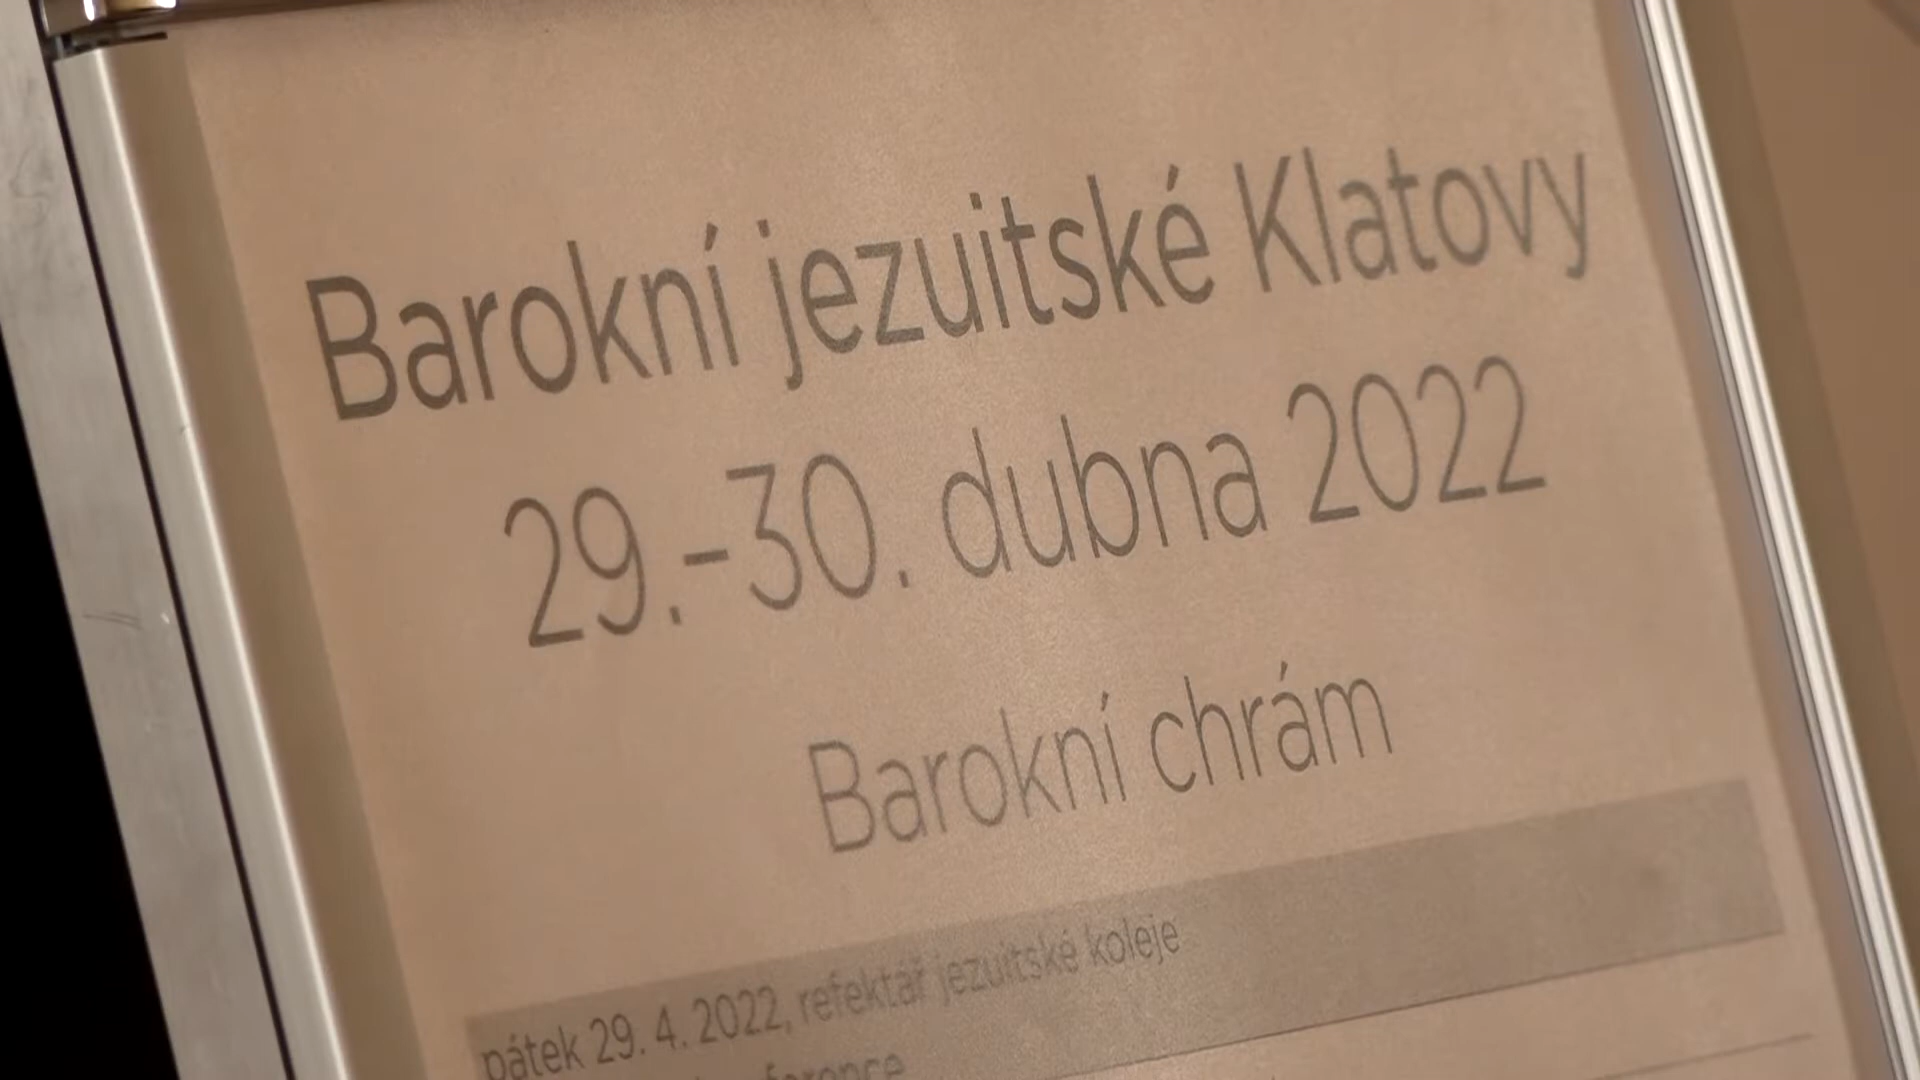 Barokní jezuitské Klatovy
29.-30. dubna 2022
Barokní chrám
pátek 29. 4. 2022, refektář jezuitské koleje